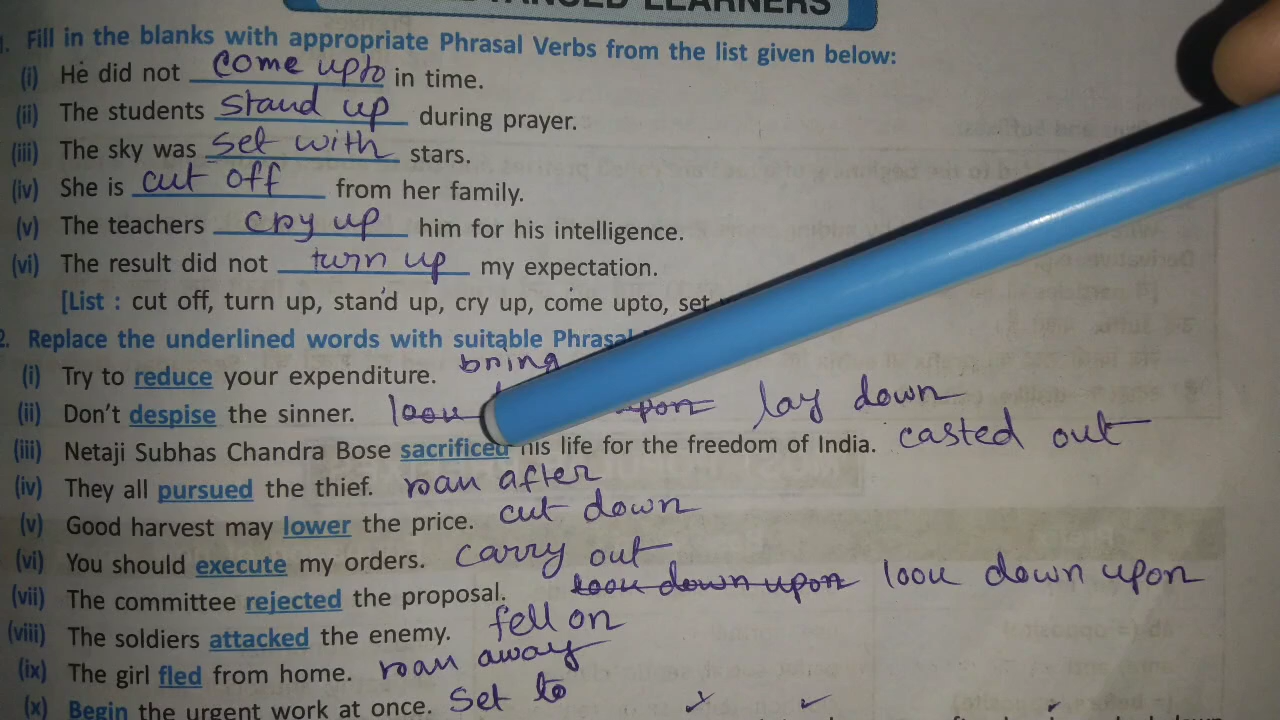 LEARNERS
1. Fill in the blanks with appropriate Phrasal Verbs from the list given below:
(i) He did not come upto in time.
(ii) The students stand up during prayer.
(iii) The sky was set with stars.
(iv) She is cut off from her family.
(v) The teachers cry up him for his intelligence.
(vi) The result did not turn up my expectation.
[List : cut off, turn up, stand up, cry up, come upto, set
2. Replace the underlined words with suitable
(i) Try to reduce your expenditure. bring
(ii) Don't despise the sinner. look upon lay down
(iii) Netaji Subhas Chandra Bose sacrificed his life for the freedom of India. casted out
(iv) They all pursued the thief. ran after
(v) Good harvest may lower the price. cut down
(vi) You should execute my orders. carry out
(vii) The committee rejected the proposal. look down upon look down upon
(viii) The soldiers attacked the enemy. fell on
(ix) The girl fled from home. ran away
(x) Begin the urgent work at once. Set to